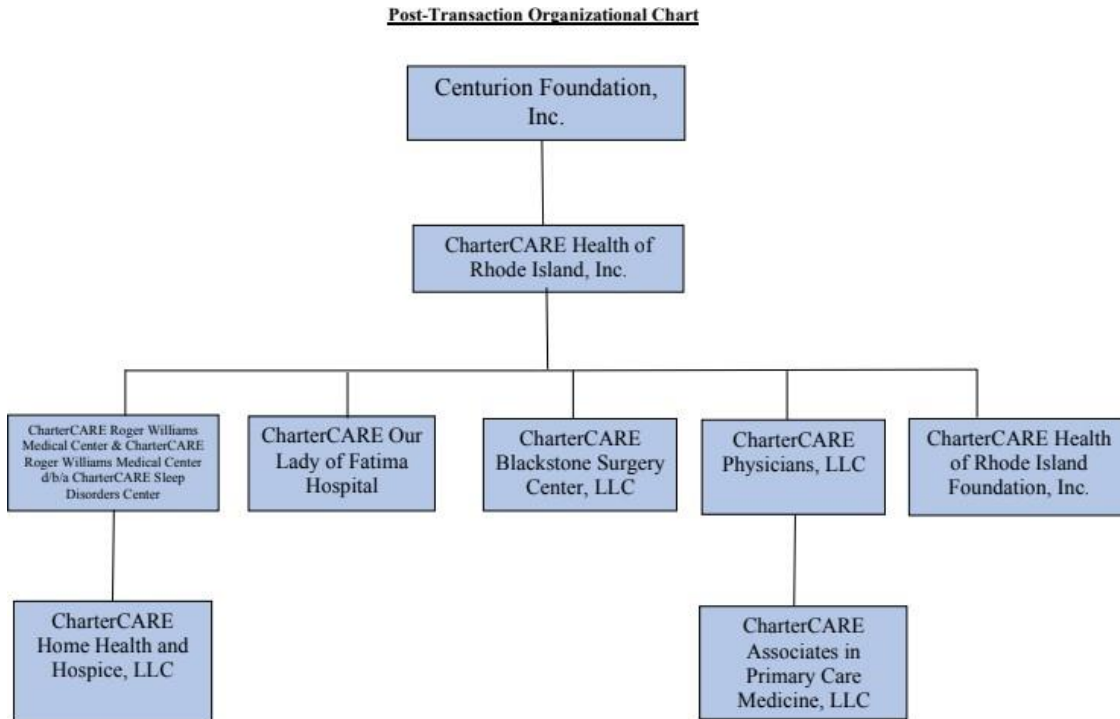 Post-Transaction Organizational Chart
Centurion Foundation,
Inc.
CharterCARE Health of
Rhode Island, Inc.
CharterCARE Roger Williams
Medical Center & CharterCARE
Roger Williams Medical Center
d/b/a CharterCARE Sleep
Disorders Center
CharterCARE Our
Lady of Fatima
Hospital
CharterCARE
Blackstone Surgery
Center, LLC
CharterCARE
Physicians, LLC
CharterCARE Health
of Rhode Island
Foundation, Inc.
CharterCARE
Home Health and
Hospice, LLC
CharterCARE
Associates in
Primary Care
Medicine, LLC